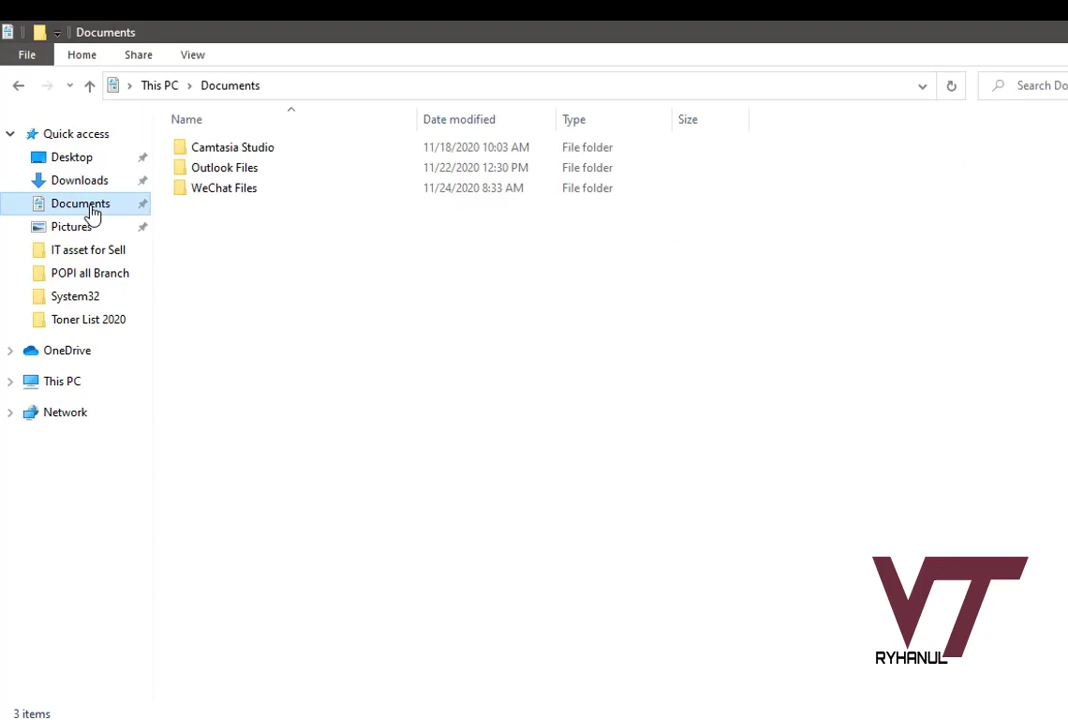 Documents
File Home Share View
This PC Documents Search Do
Name Date modified Type Size
Quick access
Desktop
Downloads
Documents
Pictures
IT asset for Sell
POPI all Branch
System32
Toner List 2020
OneDrive
This PC
Network
Camtasia Studio 11/18/2020 10:03 AM File folder
Outlook Files 11/22/2020 12:30 PM File folder
WeChat Files 11/24/2020 8:33 AM File folder
VT
RYHANUL
3 items